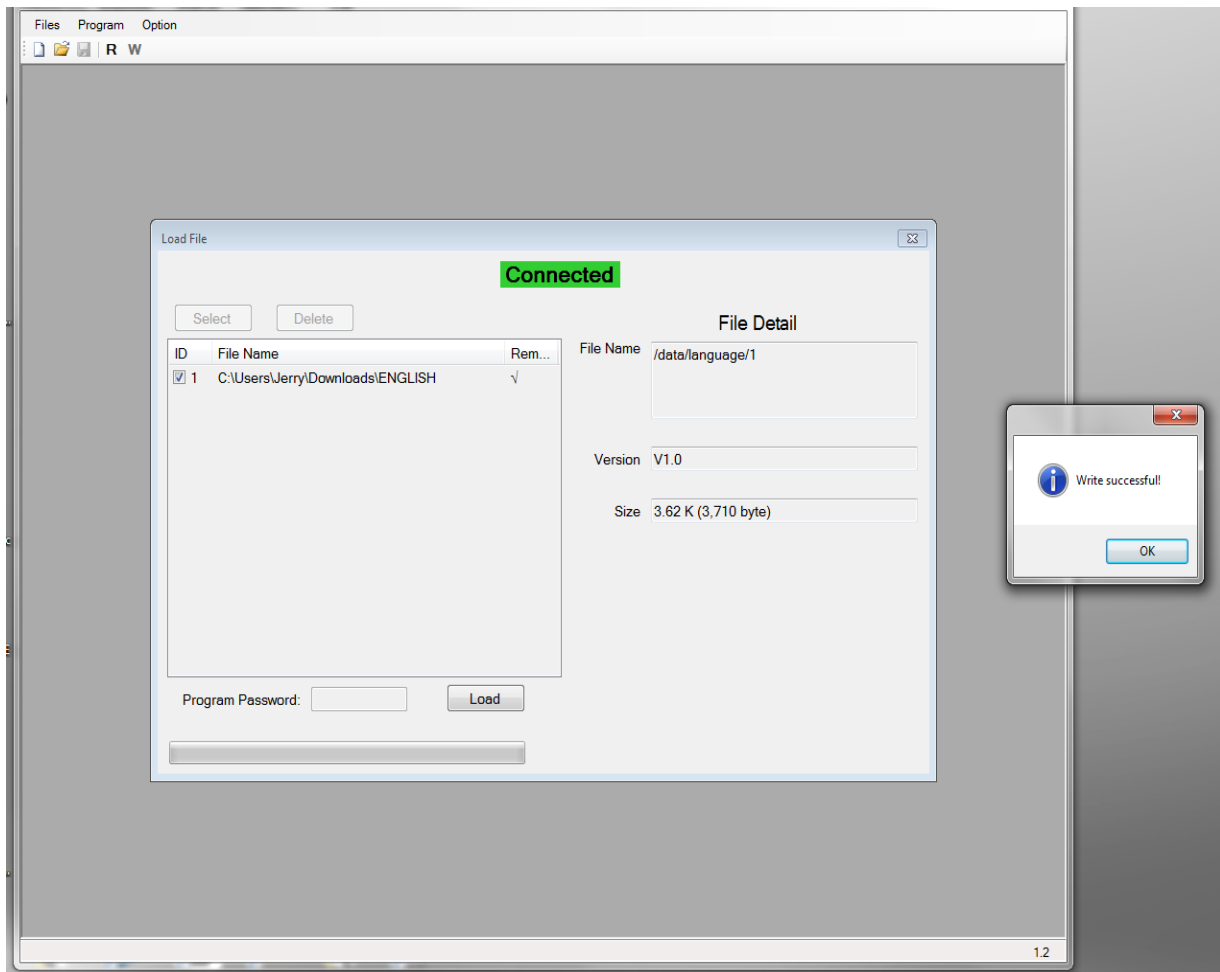 Files Program Option
R W
Load File
Connected
Select Delete
File Detail
ID File Name Rem...
1 C:\Users\Jerry\Downloads\ENGLISH √
File Name /data/language/1
Version V1.0
Size 3.62 K (3,710 byte)
Program Password: Load
Write successful!
OK
1.2